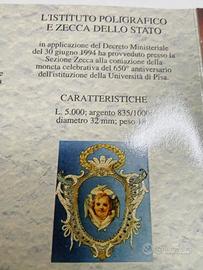 L'ISTITUTO POLIGRAFICO
E ZECCA DELLO STATO
in applicazione del Decreto Ministeriale
del 30 giugno 1994 ha provveduto presso la
Sezione Zecca alla coniazione della
moneta celebrativa del 650° anniversario
dell'istituzione della Università di Pisa.
CARATTERISTICHE
L. 5.000; argento 835/1000
diametro 32 mm; peso 18
subito